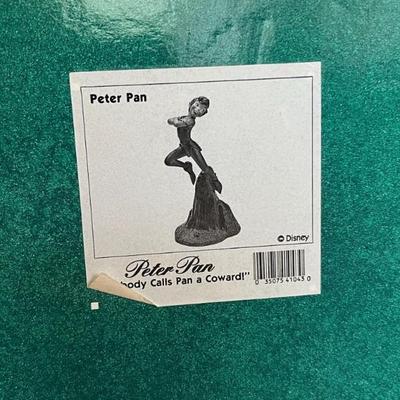 Peter Pan
© Disney
Peter Pan
body Calls Pan a Coward!"
0 35075 41043 0